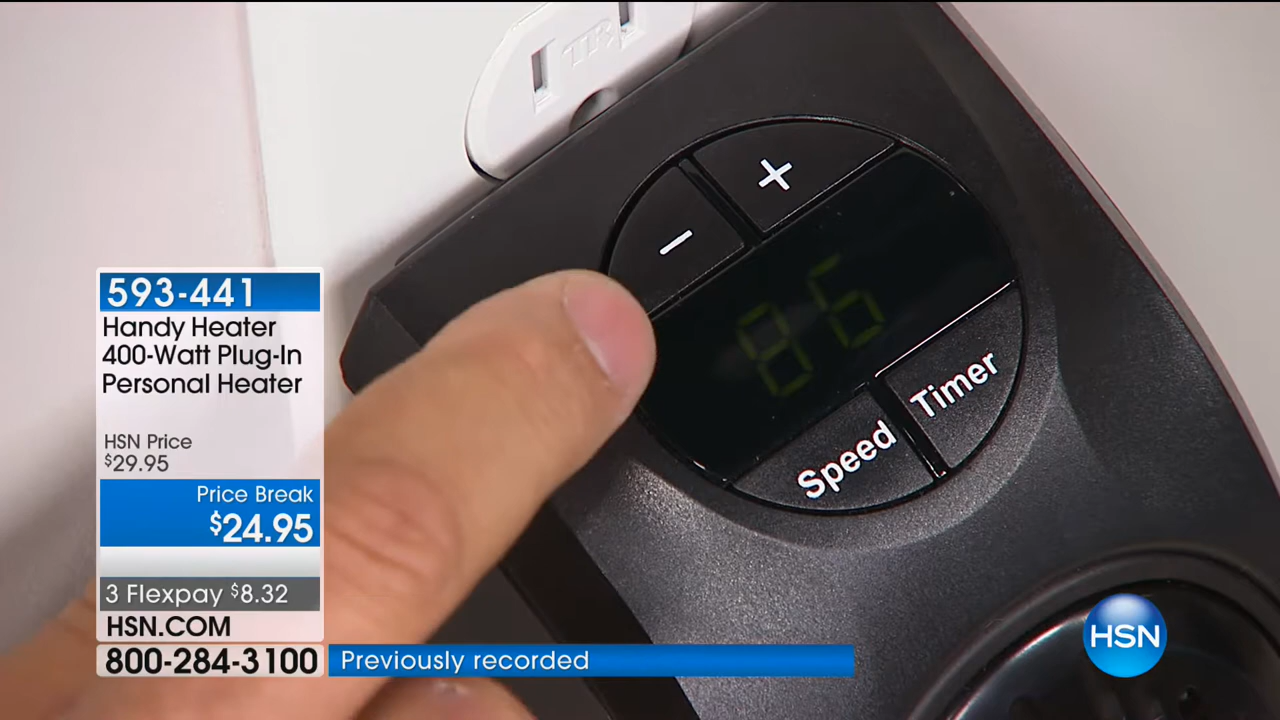 TR
+
-
86
Speed
Timer
593-441
Handy Heater
400-Watt Plug-In
Personal Heater
HSN Price
$29.95
Price Break
$24.95
3 Flexpay $8.32
HSN.COM
800-284-3100
Previously recorded
HSN